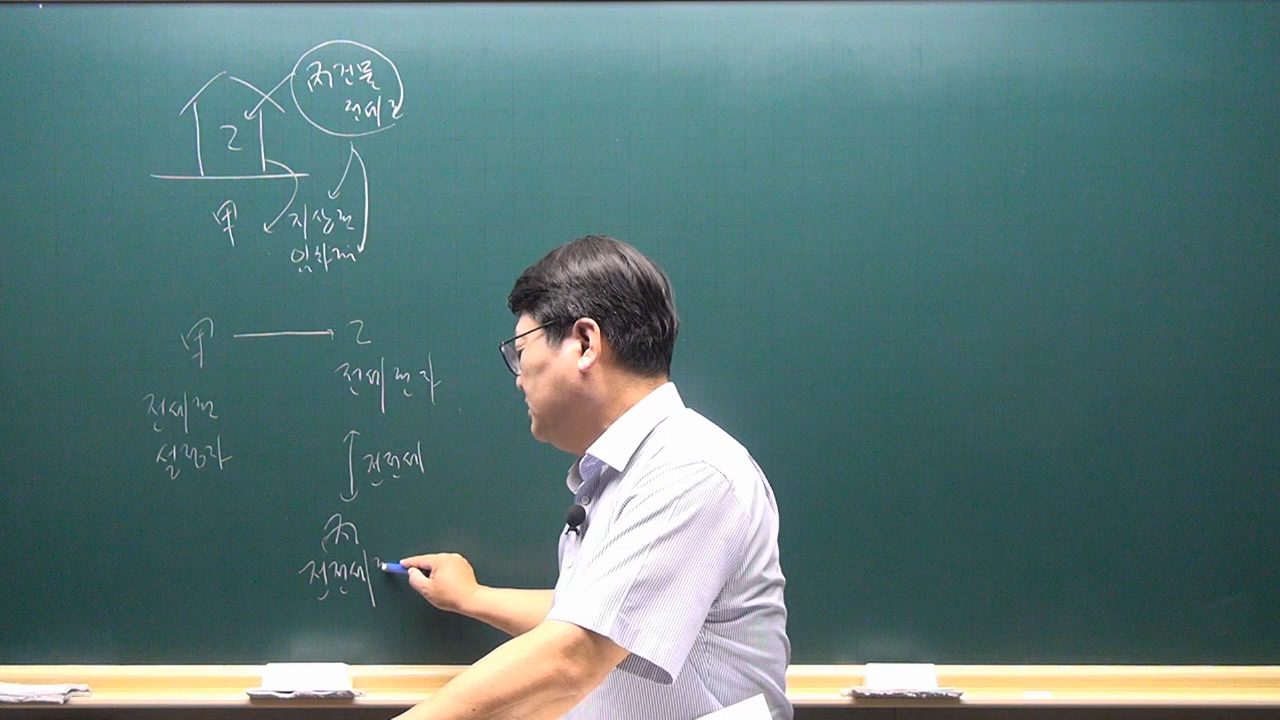 丙건물
전세권
乙
甲
지상권
임차권
甲 → 乙
전세권자
전세권
설정자
전전세
丙
전전세